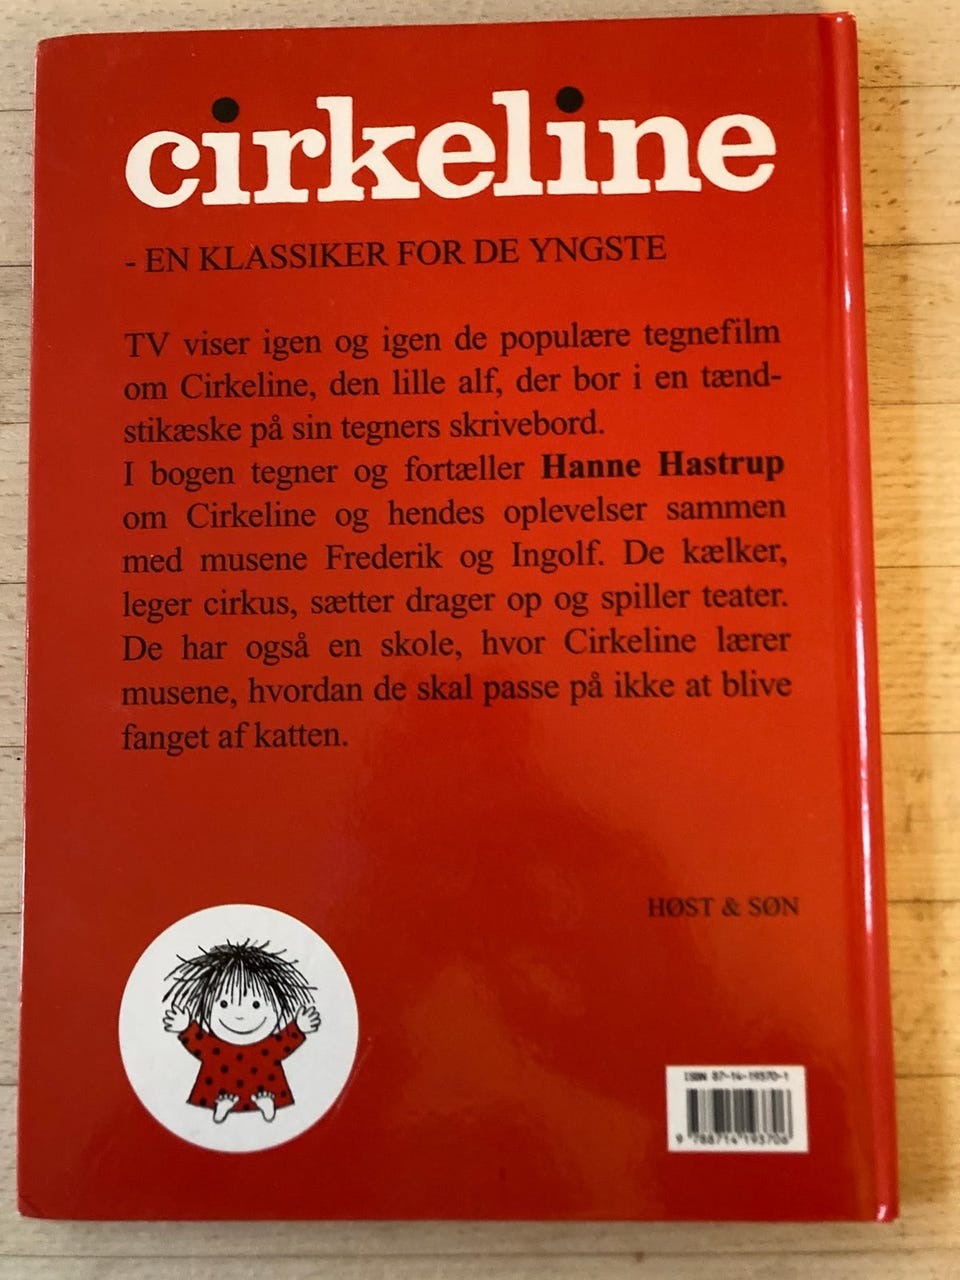 cirkeline
- EN KLASSIKER FOR DE YNGSTE
TV viser igen og igen de populære tegnefilm
om Cirkeline, den lille alf, der bor i en tænd-
stikæske på sin tegners skrivebord.
I bogen tegner og fortæller Hanne Hastrup
om Cirkeline og hendes oplevelser sammen
med musene Frederik og Ingolf. De kælker,
leger cirkus, sætter drager op og spiller teater.
De har også en skole, hvor Cirkeline lærer
musene, hvordan de skal passe på ikke at blive
fanget af katten.
HØST & SØN
ISBN 87-14-19370-1
9 788714 193706